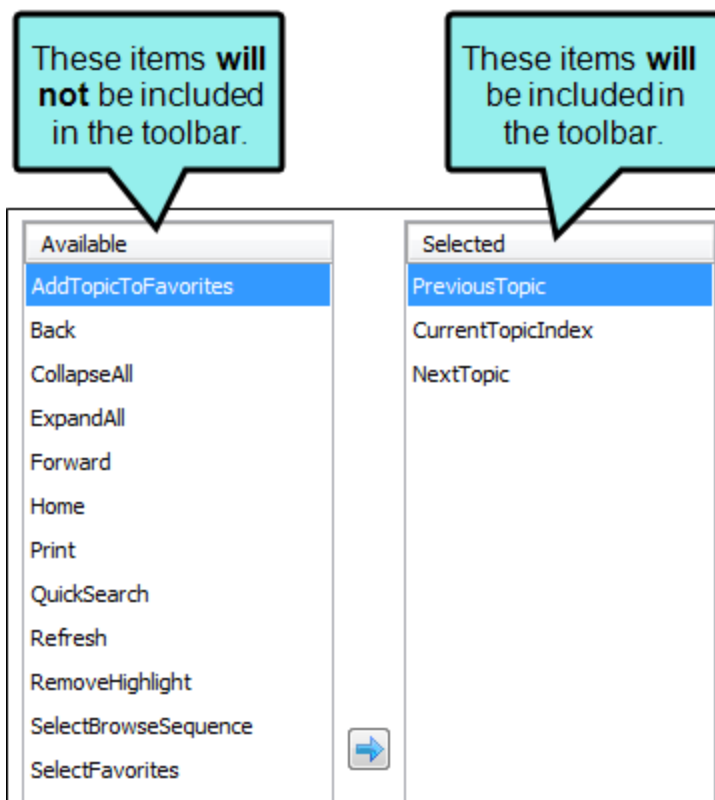 These items will
not be included
in the toolbar.
These items will
be included in
the toolbar.
Available
AddTopicToFavorites
Back
CollapseAll
ExpandAll
Forward
Home
Print
QuickSearch
Refresh
RemoveHighlight
SelectBrowseSequence
SelectFavorites
Selected
PreviousTopic
CurrentTopicIndex
NextTopic